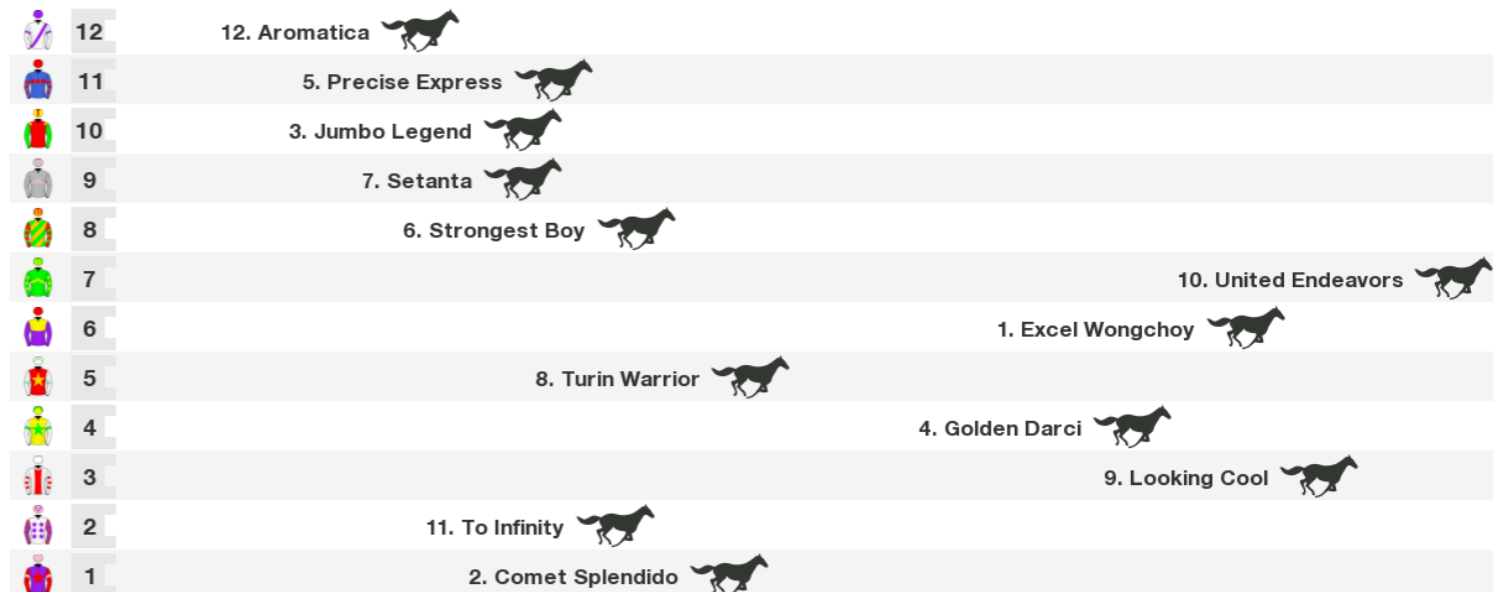 12 12. Aromatica
11 5. Precise Express
10 3. Jumbo Legend
9 7. Setanta
8 6. Strongest Boy
7 10. United Endeavors
6 1. Excel Wongchoy
5 8. Turin Warrior
4 4. Golden Darci
3 9. Looking Cool
2 11. To Infinity
1 2. Comet Splendido